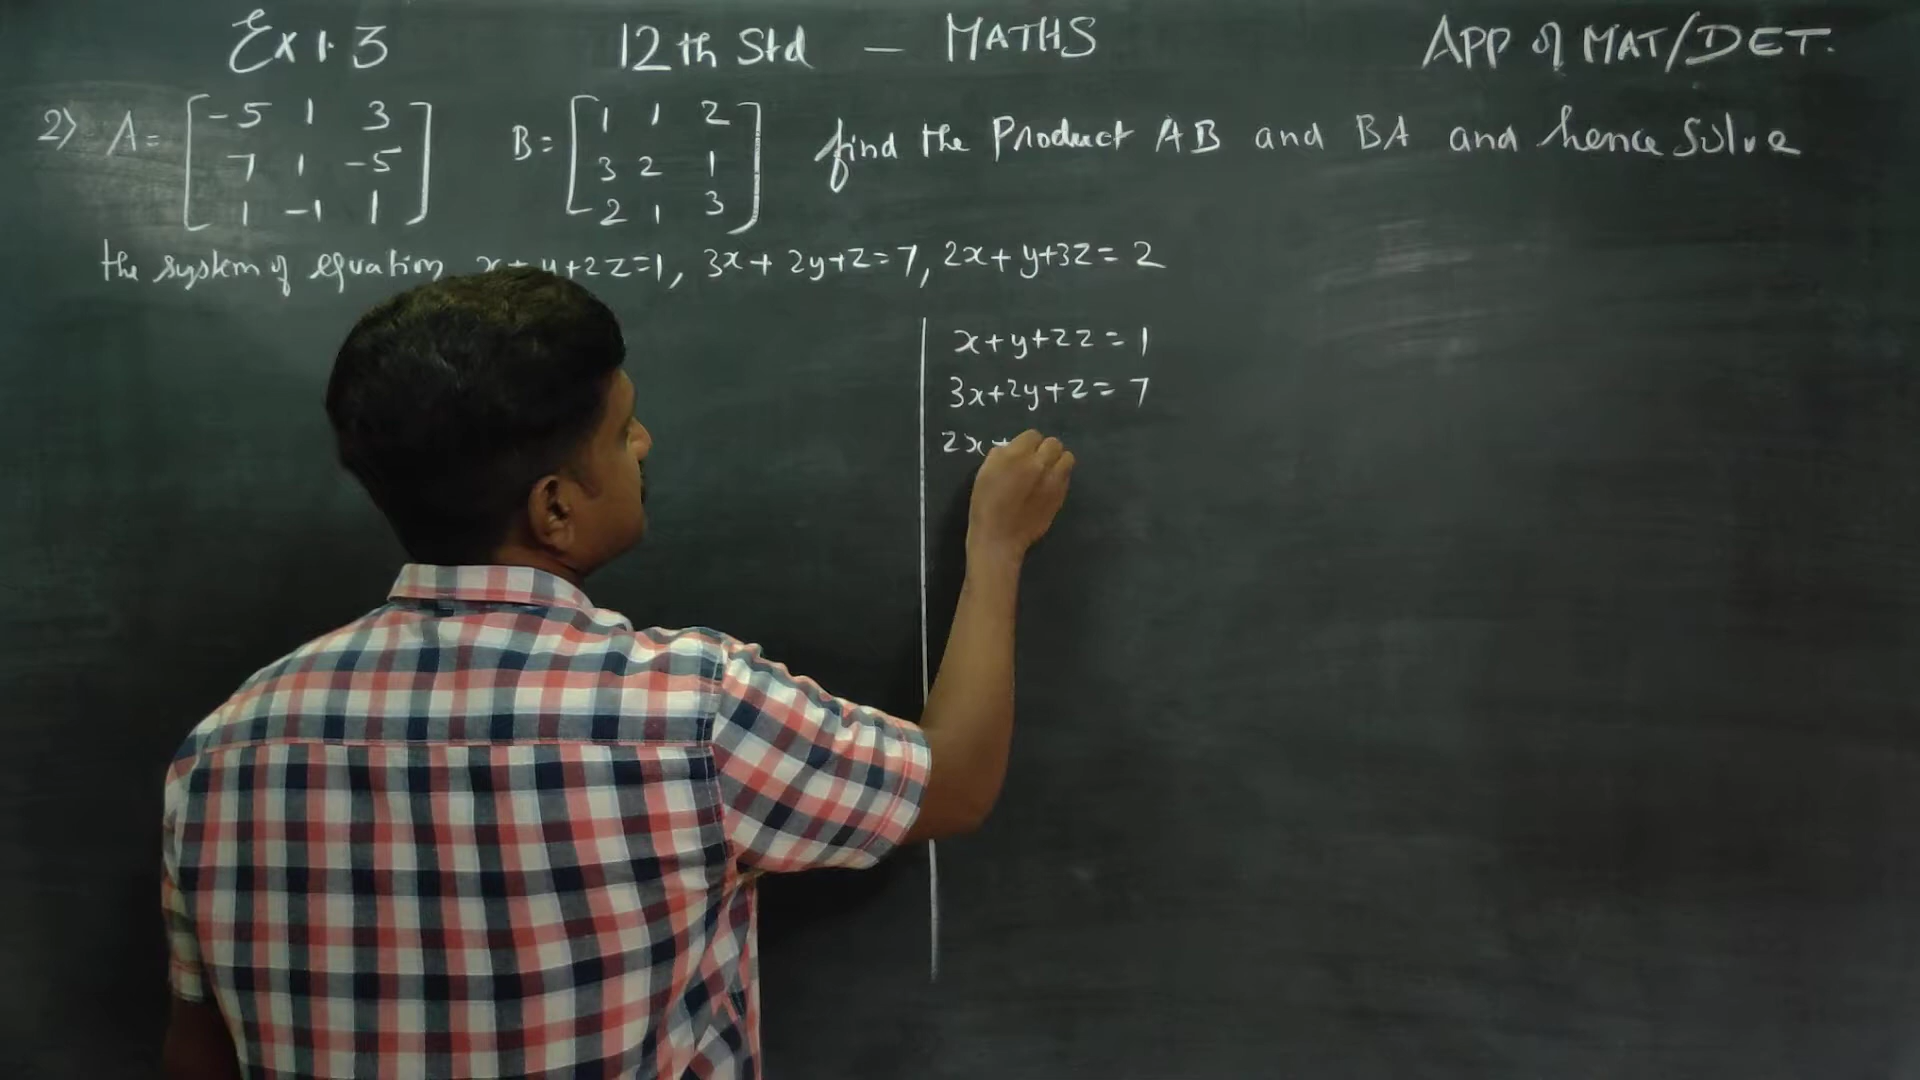 Ex 1.3 12th Std – MATHS APP of MAT/DET.
2) A = [-5 1 3 B = [1 1 2 find the Product AB and BA and hence Solve
7 1 -5 3 2 1
1 -1 1] 2 1 3]
the system of equation x + y + 2z = 1, 3x + 2y + z = 7, 2x + y + 3z = 2
x + y + 2z = 1
3x + 2y + z = 7
2x +